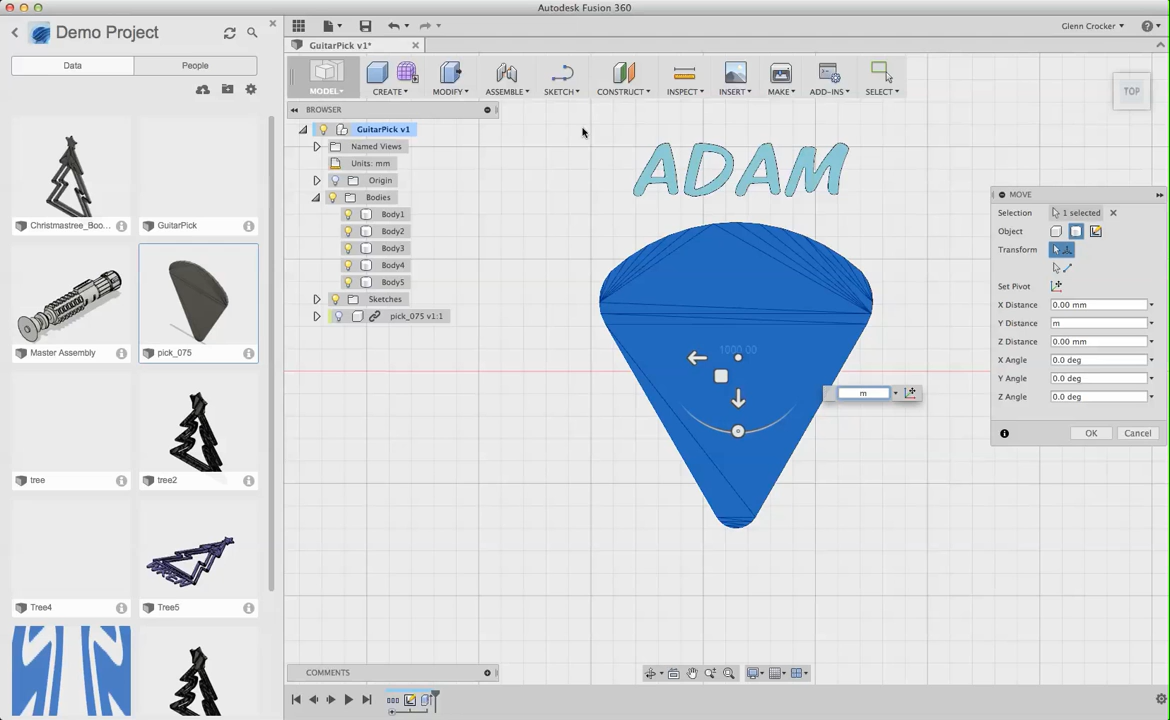 Autodesk Fusion 360
Demo Project
Data
People
Christmastree_Boo...
GuitarPick
Master Assembly
pick_075
tree
tree2
Tree4
Tree5
Glenn Crocker
GuitarPick v1*
MODEL
CREATE
MODIFY
ASSEMBLE
SKETCH
CONSTRUCT
INSPECT
INSERT
MAKE
ADD-INS
SELECT
BROWSER
GuitarPick v1
Named Views
Units: mm
Origin
Bodies
Body1
Body2
Body3
Body4
Body5
Sketches
pick_075 v1:1
ADAM
TOP
1000.00
m
MOVE
Selection 1 selected
Object
Transform
Set Pivot
X Distance 0.00 mm
Y Distance m
Z Distance 0.00 mm
X Angle 0.0 deg
Y Angle 0.0 deg
Z Angle 0.0 deg
OK Cancel
COMMENTS